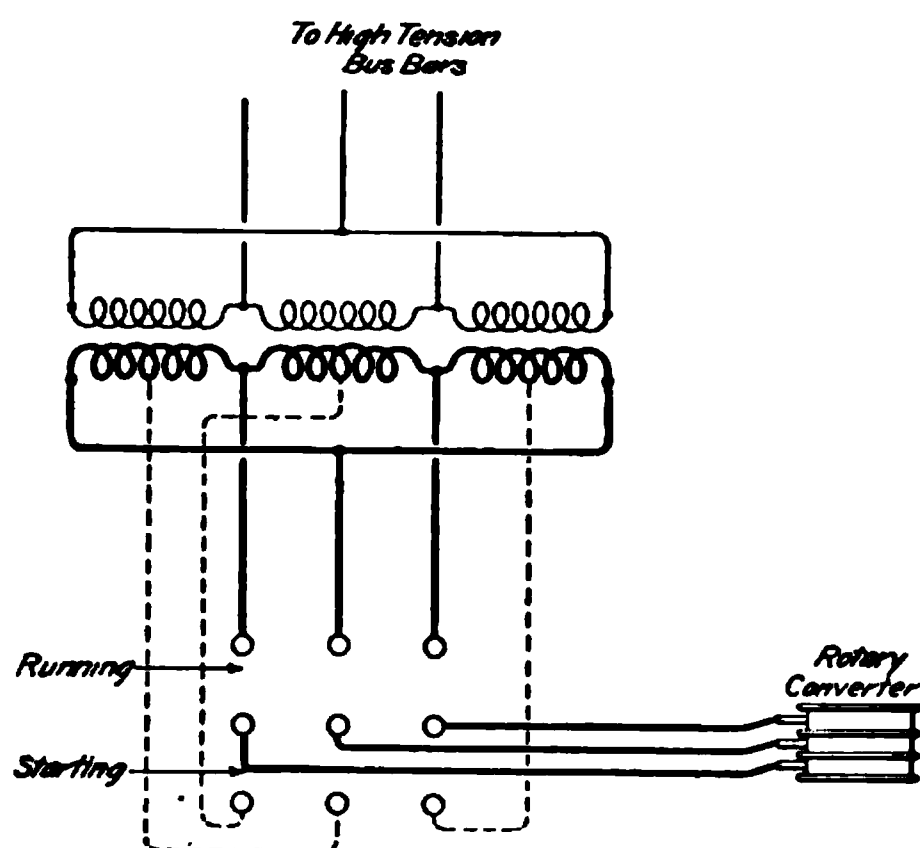 To High Tension
Bus Bars
Running
Rotary
Converter
Starting